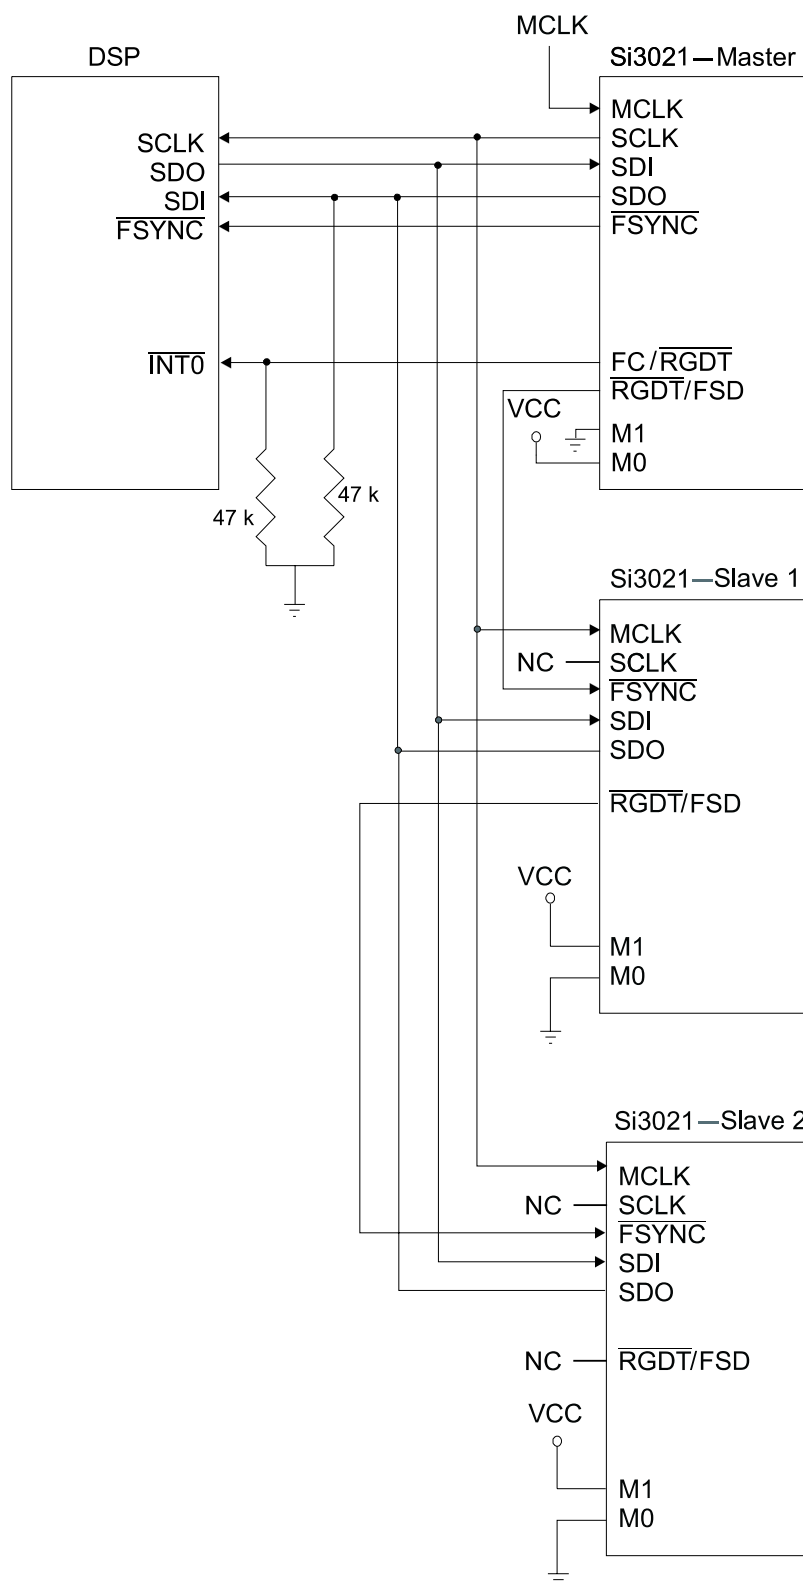 MCLK
DSP
Si3021—Master
SCLK
SDO
SDI
FSYNC
INT0
MCLK
SCLK
SDI
SDO
FSYNC
FC/RGDT
RGDT/FSD
M1
M0
VCC
47 k
47 k
Si3021—Slave 1
MCLK
NC
SCLK
FSYNC
SDI
SDO
RGDT/FSD
VCC
M1
M0
Si3021—Slave 2
MCLK
NC
SCLK
FSYNC
SDI
SDO
NC
RGDT/FSD
VCC
M1
M0